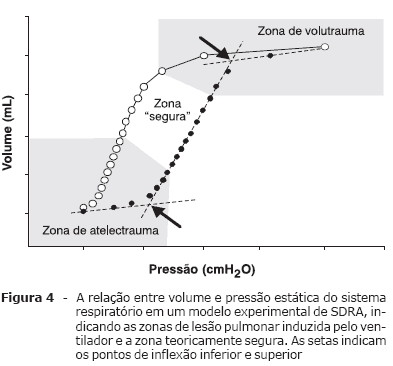 Zona de volutrauma
Zona
"segura"
Zona de atelectrauma
Volume (mL)
Pressão (cmH₂O)
Figura 4 - A relação entre volume e pressão estática do sistema
respiratório em um modelo experimental de SDRA, in-
dicando as zonas de lesão pulmonar induzida pelo ven-
tilador e a zona teoricamente segura. As setas indicam
os pontos de inflexão inferior e superior